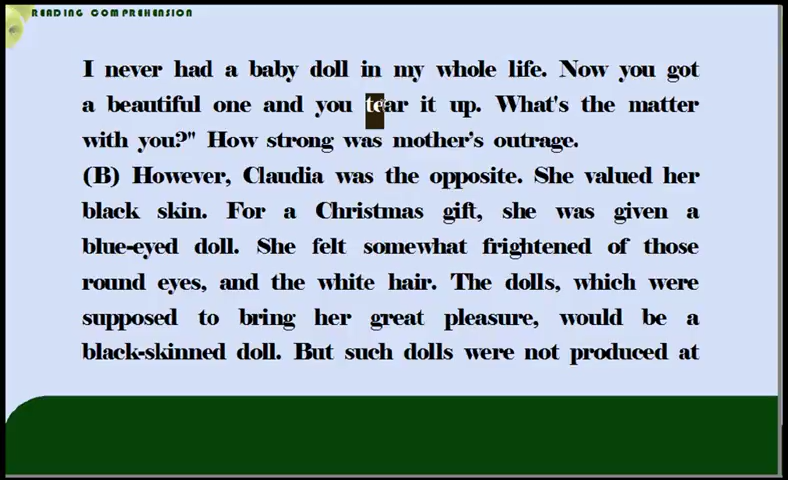 READING COMPREHENSION
I never had a baby doll in my whole life. Now you got
a beautiful one and you tear it up. What's the matter
with you?" How strong was mother's outrage.
(B) However, Claudia was the opposite. She valued her
black skin. For a Christmas gift, she was given a
blue-eyed doll. She felt somewhat frightened of those
round eyes, and the white hair. The dolls, which were
supposed to bring her great pleasure, would be a
black-skinned doll. But such dolls were not produced at